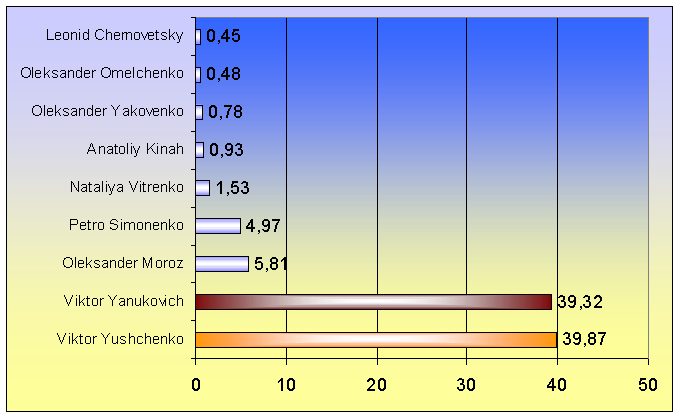 Leonid Chernovetsky 0,45
Oleksander Omelchenko 0,48
Oleksander Yakovenko 0,78
Anatoliy Kinah 0,93
Nataliya Vitrenko 1,53
Petro Simonenko 4,97
Oleksander Moroz 5,81
Viktor Yanukovich 39,32
Viktor Yushchenko 39,87
0 10 20 30 40 50